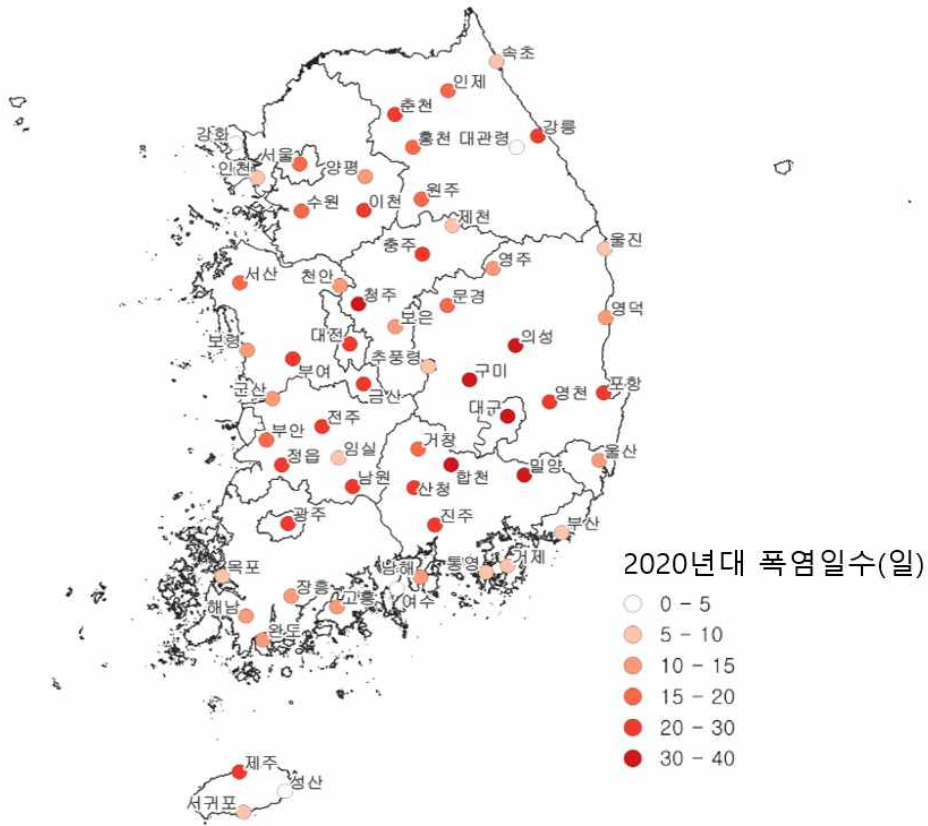 속초
인제
춘천
강릉
홍천 대관령
강화
서울
인천
양평
원주
수원
이천
제천
충주
울진
영주
서산
천안
청주
문경
보은
영덕
대전
의성
보령
추풍령
부여
구미
금산
영천
포항
군산
대구
전주
부안
거창
울산
정읍
임실
합천
밀양
남원
산청
광주
진주
부산
목포
남해
통영
거제
2020년대 폭염일수(일)
장흥
고흥
여수
0 – 5
해남
5 – 10
완도
10 – 15
15 – 20
20 – 30
30 – 40
제주
성산
서귀포